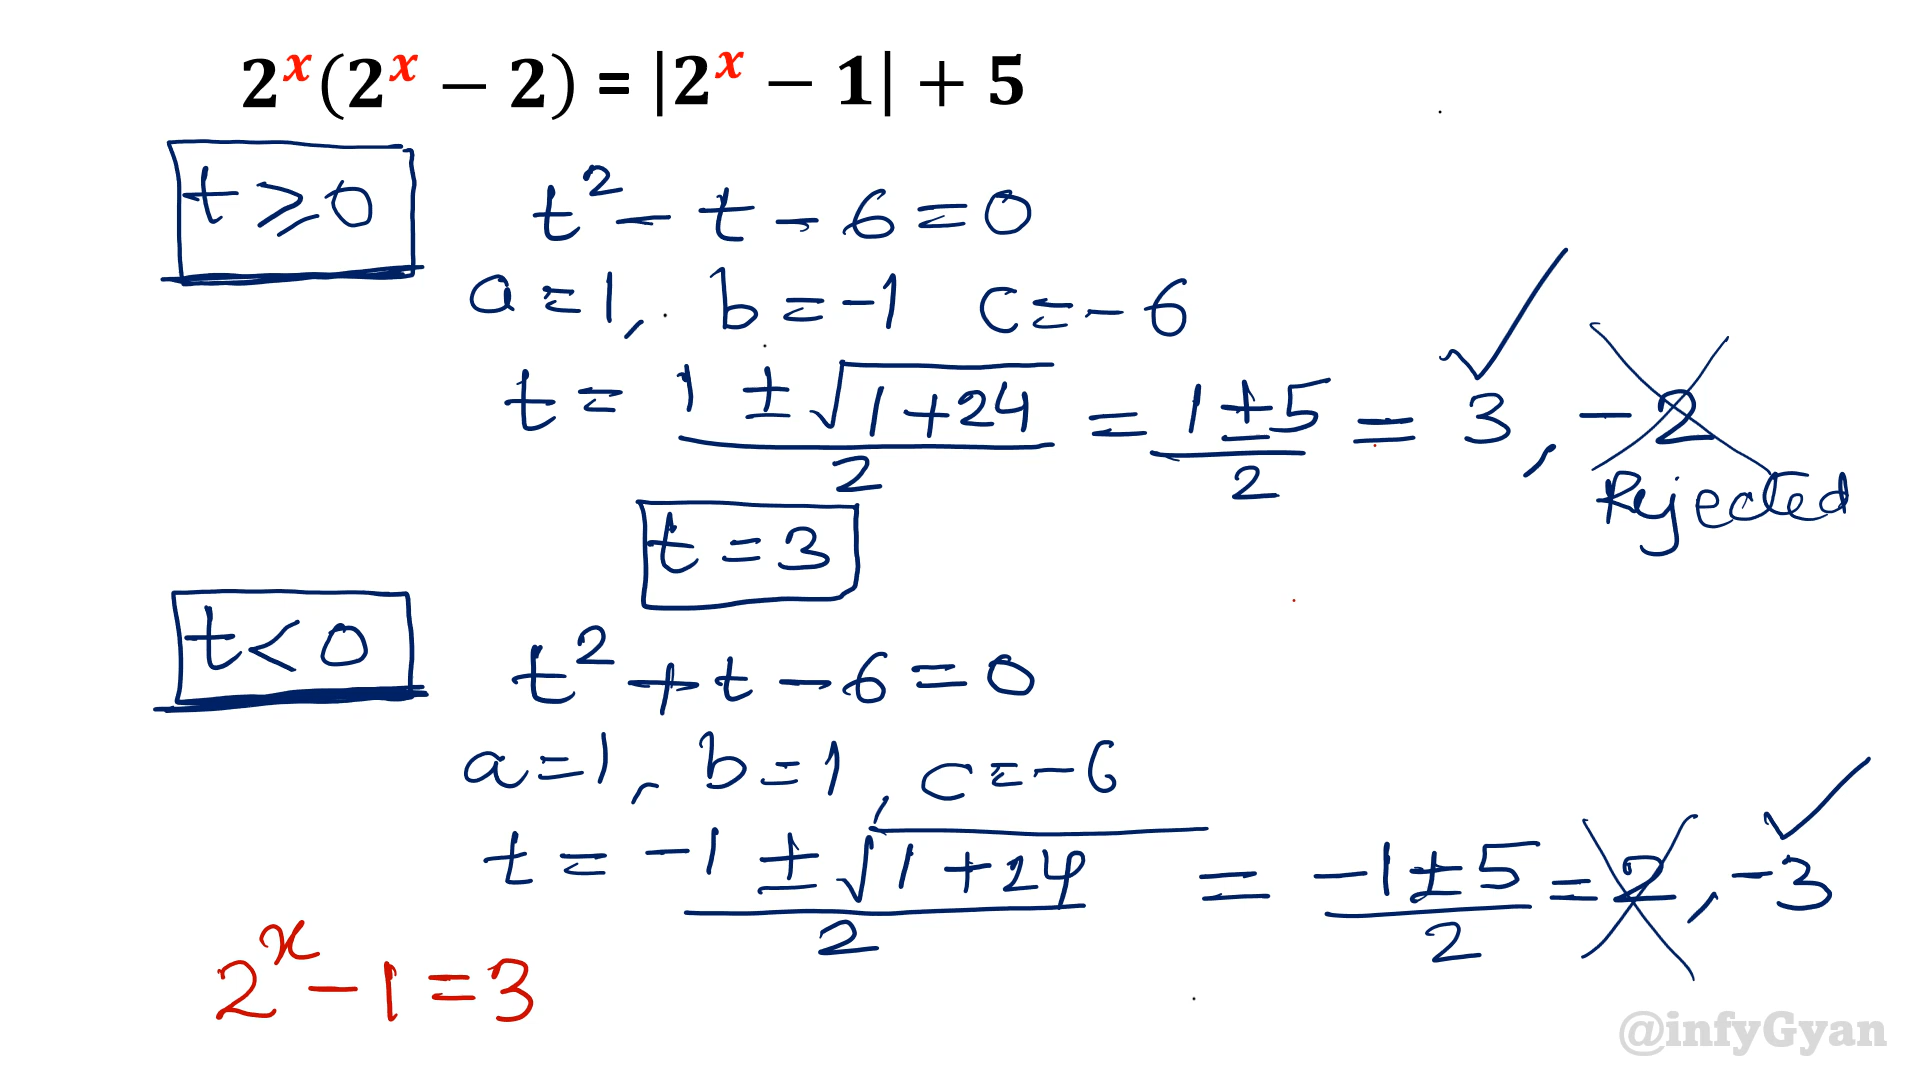 2^x(2^x − 2) = |2^x − 1| + 5
t ⩾ 0
t² − t − 6 = 0
a = 1, b = −1 c = −6
t = (1 ± √(1 + 24))/2 = (1 ± 5)/2 = 3, −2
Rejected
t = 3
t < 0
t² + t − 6 = 0
a = 1, b = 1, c = −6
t = (−1 ± √(1 + 24))/2 = (−1 ± 5)/2 = 2, −3
2^x − 1 = 3
@infyGyan